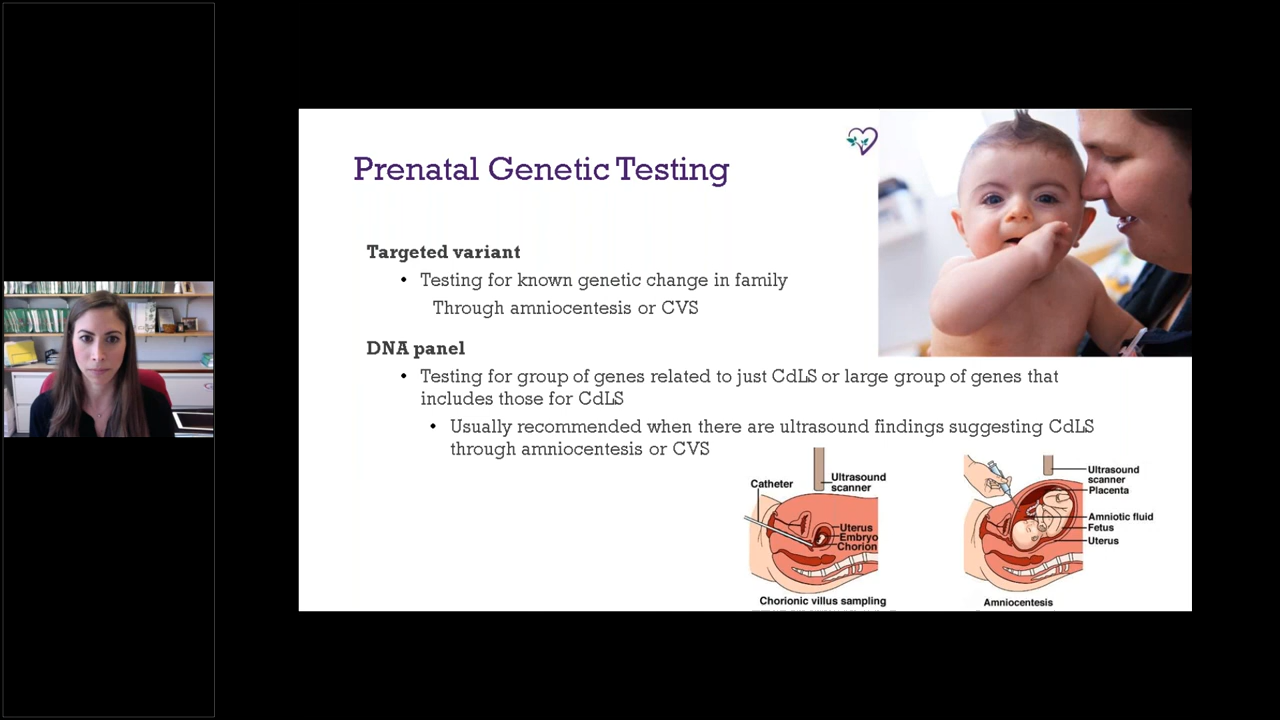 Prenatal Genetic Testing
Targeted variant
• Testing for known genetic change in family
Through amniocentesis or CVS
DNA panel
• Testing for group of genes related to just CdLS or large group of genes that
includes those for CdLS
• Usually recommended when there are ultrasound findings suggesting CdLS
through amniocentesis or CVS
Catheter
Ultrasound
scanner
Uterus
Embryo
Chorion
Chorionic villus sampling
Ultrasound
scanner
Placenta
Amniotic fluid
Fetus
Uterus
Amniocentesis